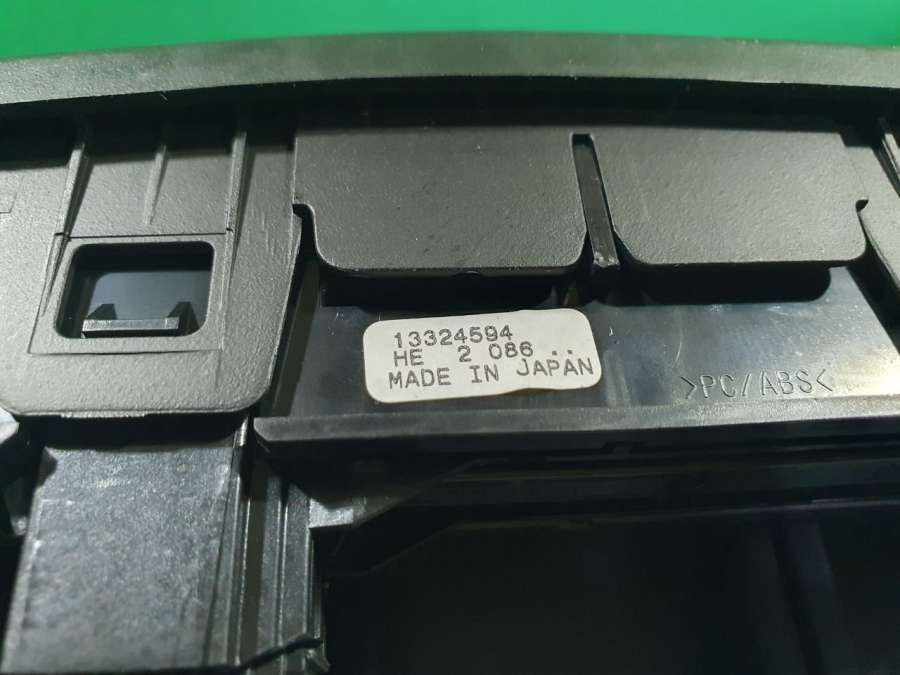 13324594
HE 2 086 ..
MADE IN JAPAN
>PC/ABS<